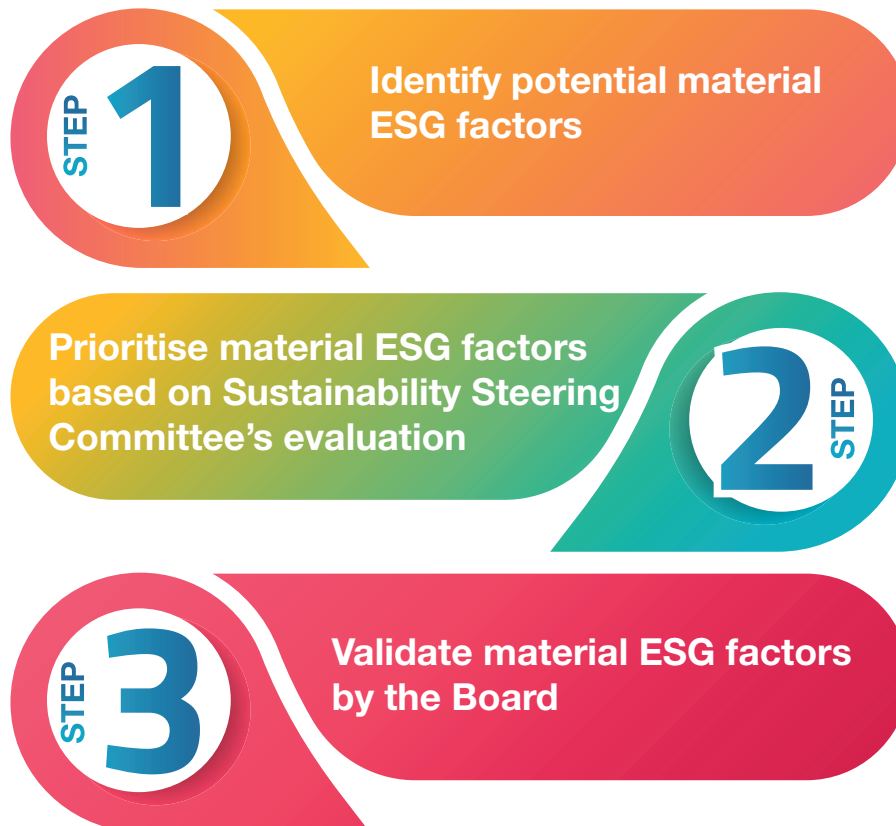 STEP 1
Identify potential material
ESG factors
Prioritise material ESG factors
based on Sustainability Steering
Committee's evaluation
2 STEP
STEP 3
Validate material ESG factors
by the Board